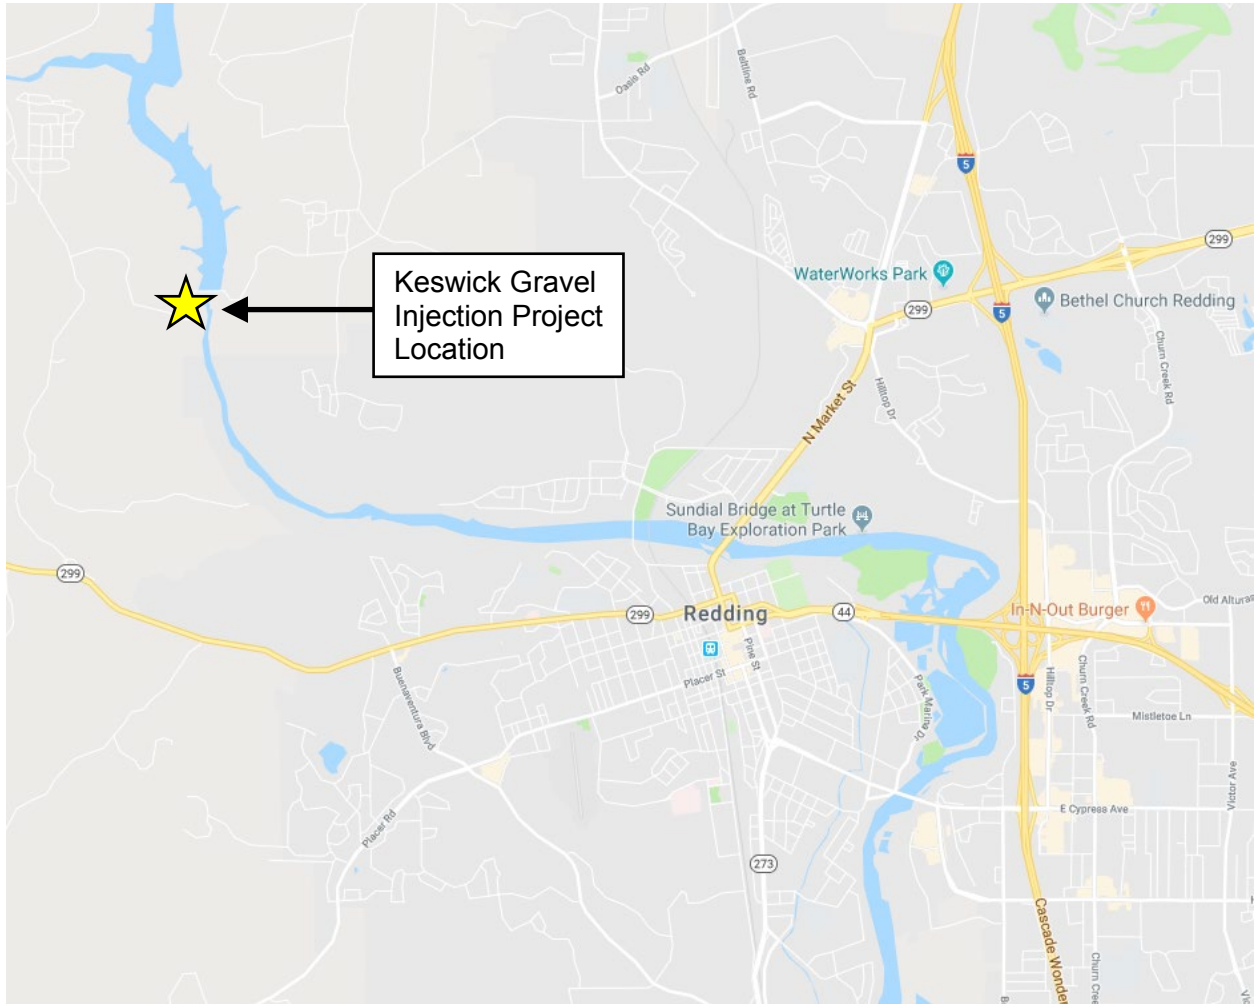 Oasis Rd
Beltline Rd
5
299
Keswick Gravel
Injection Project
Location
WaterWorks Park
299
5
Bethel Church Redding
Churn Creek Rd
Hilltop Dr
N Market St
Sundial Bridge at Turtle
Bay Exploration Park
299
299
Redding
44
In-N-Out Burger
Old Alturas
Pine St
Placer St
Buenaventura Blvd
Park Marina Dr
5
Hilltop Dr
Churn Creek Rd
Mistletoe Ln
Victor Ave
Placer Rd
E Cypress Ave
273
Cascade Wonder
Churn Cree